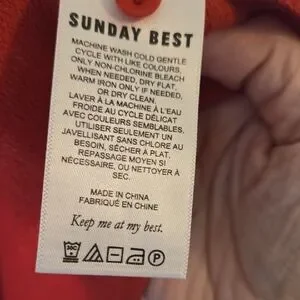 SUNDAY BEST
MACHINE WASH COLD GENTLE
CYCLE WITH LIKE COLOURS.
ONLY NON-CHLORINE BLEACH
WHEN NEEDED, DRY FLAT.
WARM IRON ONLY IF NEEDED,
OR DRY CLEAN.
LAVER À LA MACHINE À L'EAU
FROIDE AU CYCLE DÉLICAT
AVEC COULEURS SEMBLABLES.
UTILISER SEULEMENT UN
JAVELLISANT SANS CHLORE AU
BESOIN, SÉCHER À PLAT.
REPASSAGE MOYEN SI
NÉCESSAIRE, OU NETTOYER À
SEC.
MADE IN CHINA
FABRIQUÉ EN CHINE
Keep me at my best.
30C P